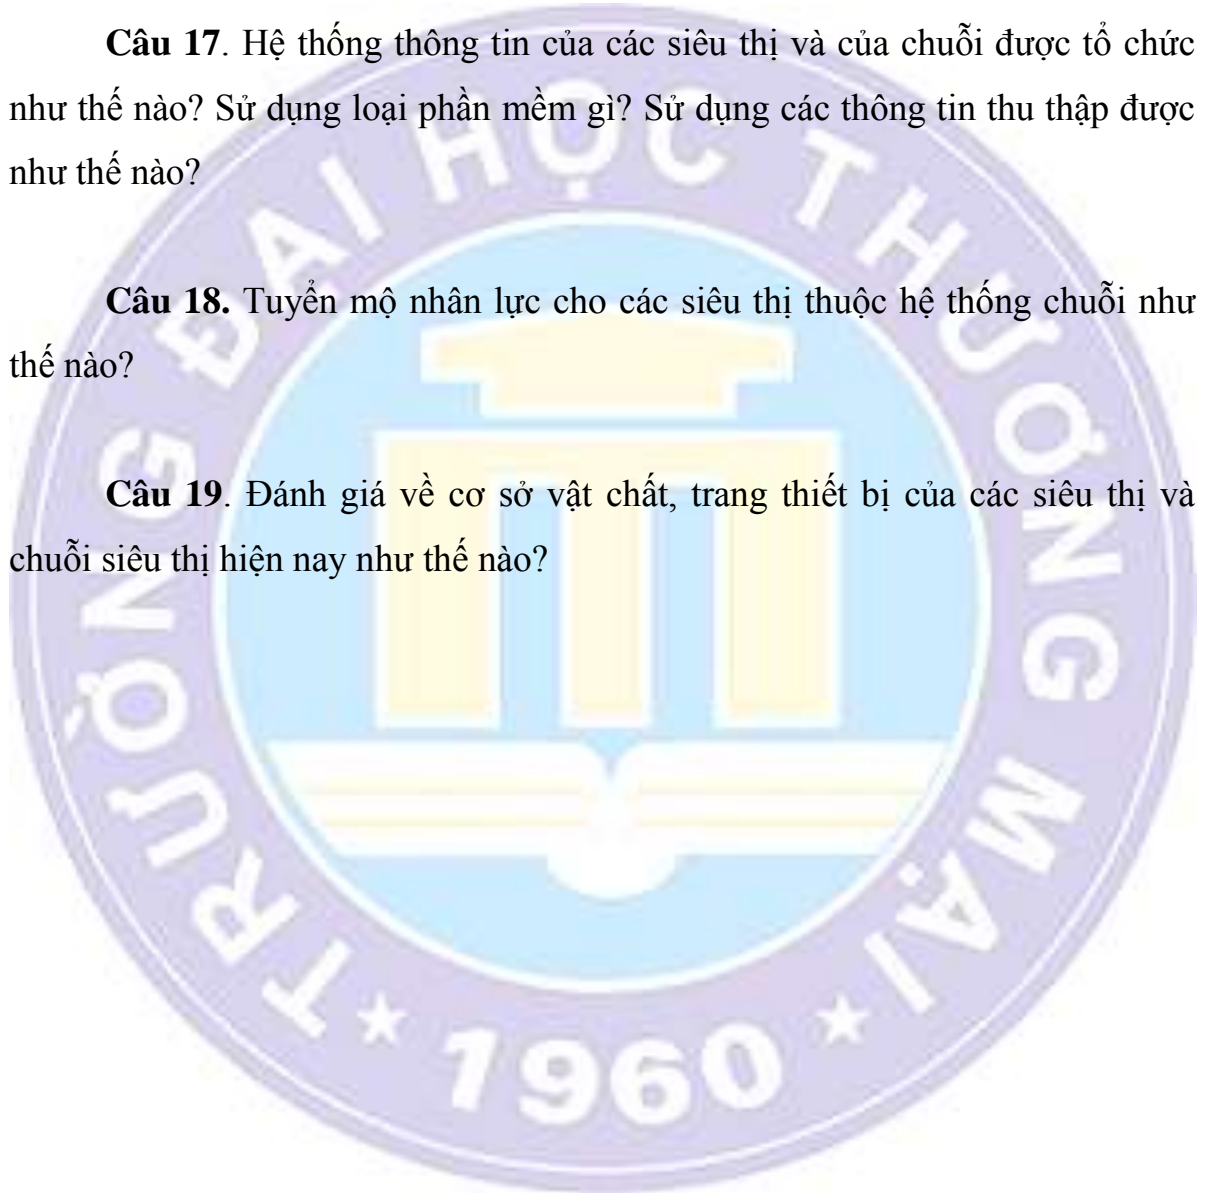 Câu 17. Hệ thống thông tin của các siêu thị và của chuỗi được tổ chức
như thế nào? Sử dụng loại phần mềm gì? Sử dụng các thông tin thu thập được
như thế nào?
Câu 18. Tuyển mộ nhân lực cho các siêu thị thuộc hệ thống chuỗi như
thế nào?
Câu 19. Đánh giá về cơ sở vật chất, trang thiết bị của các siêu thị và
chuỗi siêu thị hiện nay như thế nào?
TRƯỜNG ĐẠI HỌC THƯƠNG MẠI
* 1960 *